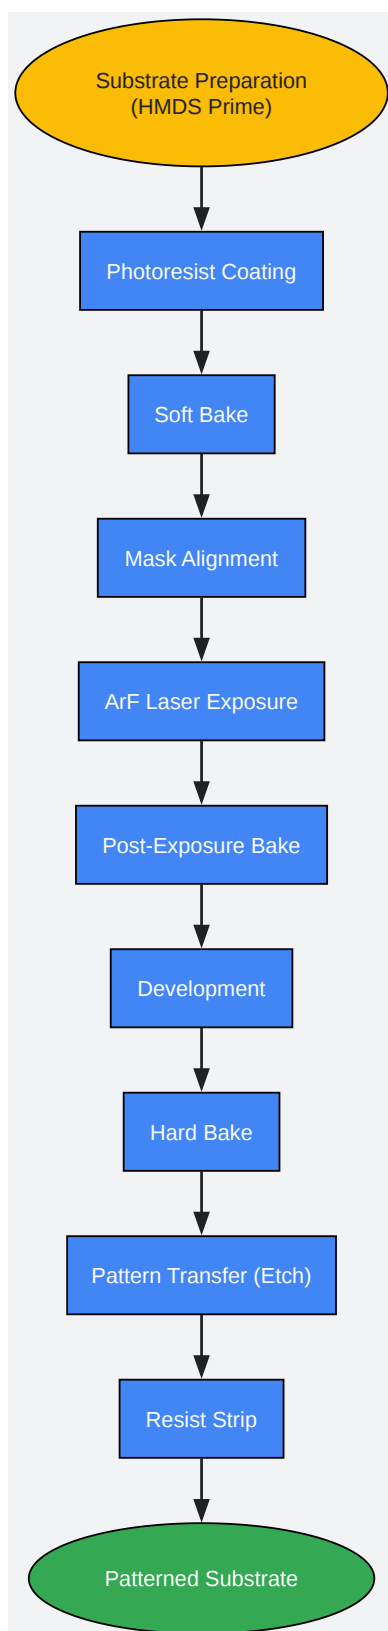 Substrate Preparation
(HMDS Prime)
Photoresist Coating
Soft Bake
Mask Alignment
ArF Laser Exposure
Post-Exposure Bake
Development
Hard Bake
Pattern Transfer (Etch)
Resist Strip
Patterned Substrate